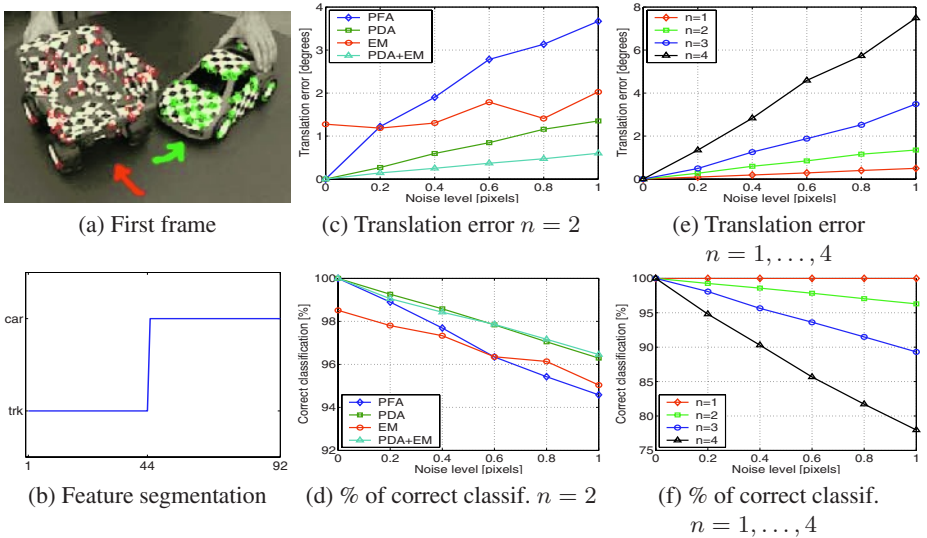 (a) First frame
car
trk
1 44 92
(b) Feature segmentation
Translation error [degrees]
4
3
2
1
0
PFA
PDA
EM
PDA+EM
0 0.2 0.4 0.6 0.8 1
Noise level [pixels]
(c) Translation error n = 2
Correct classification [%]
100
98
96
94
92
PFA
PDA
EM
PDA+EM
0 0.2 0.4 0.6 0.8 1
Noise level [pixels]
(d) % of correct classif. n = 2
Translation error [degrees]
8
6
4
2
0
n=1
n=2
n=3
n=4
0 0.2 0.4 0.6 0.8 1
Noise level [pixels]
(e) Translation error
n = 1, . . . , 4
Correct classification [%]
100
95
90
85
80
75
n=1
n=2
n=3
n=4
0 0.2 0.4 0.6 0.8 1
Noise level [pixels]
(f) % of correct classif.
n = 1, . . . , 4